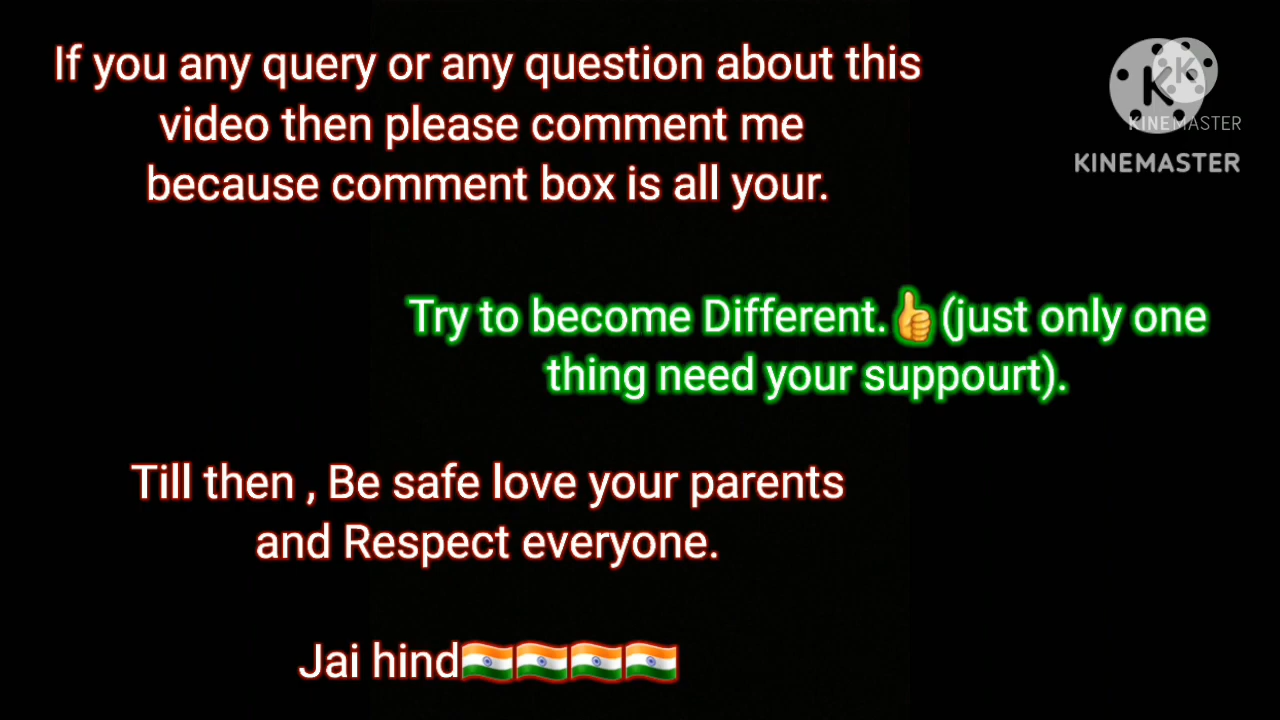 If you any query or any question about this
video then please comment me
because comment box is all your.
KINEMASTER
KINEMASTER
Try to become Different.👍(just only one
thing need your suppourt).
Till then , Be safe love your parents
and Respect everyone.
Jai hind🇮🇳🇮🇳🇮🇳🇮🇳